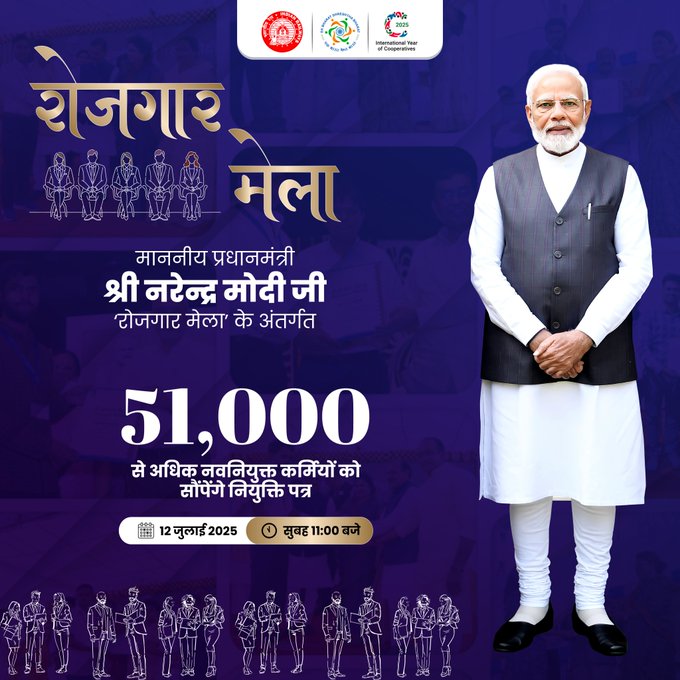 2025
International Year
of Cooperatives
रोजगार
मेला
माननीय प्रधानमंत्री
श्री नरेन्द्र मोदी जी
‘रोजगार मेला’ के अंतर्गत
51,000
से अधिक नवनियुक्त कर्मियों को
सौंपेंगे नियुक्ति पत्र
12 जुलाई 2025
सुबह 11:00 बजे